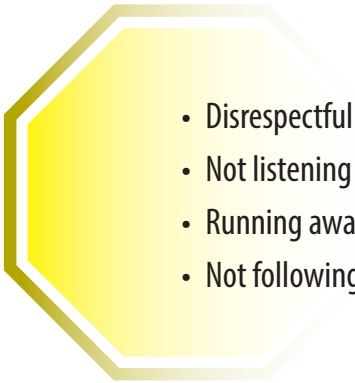 • Disrespectful
• Not listening
• Running awa
• Not following